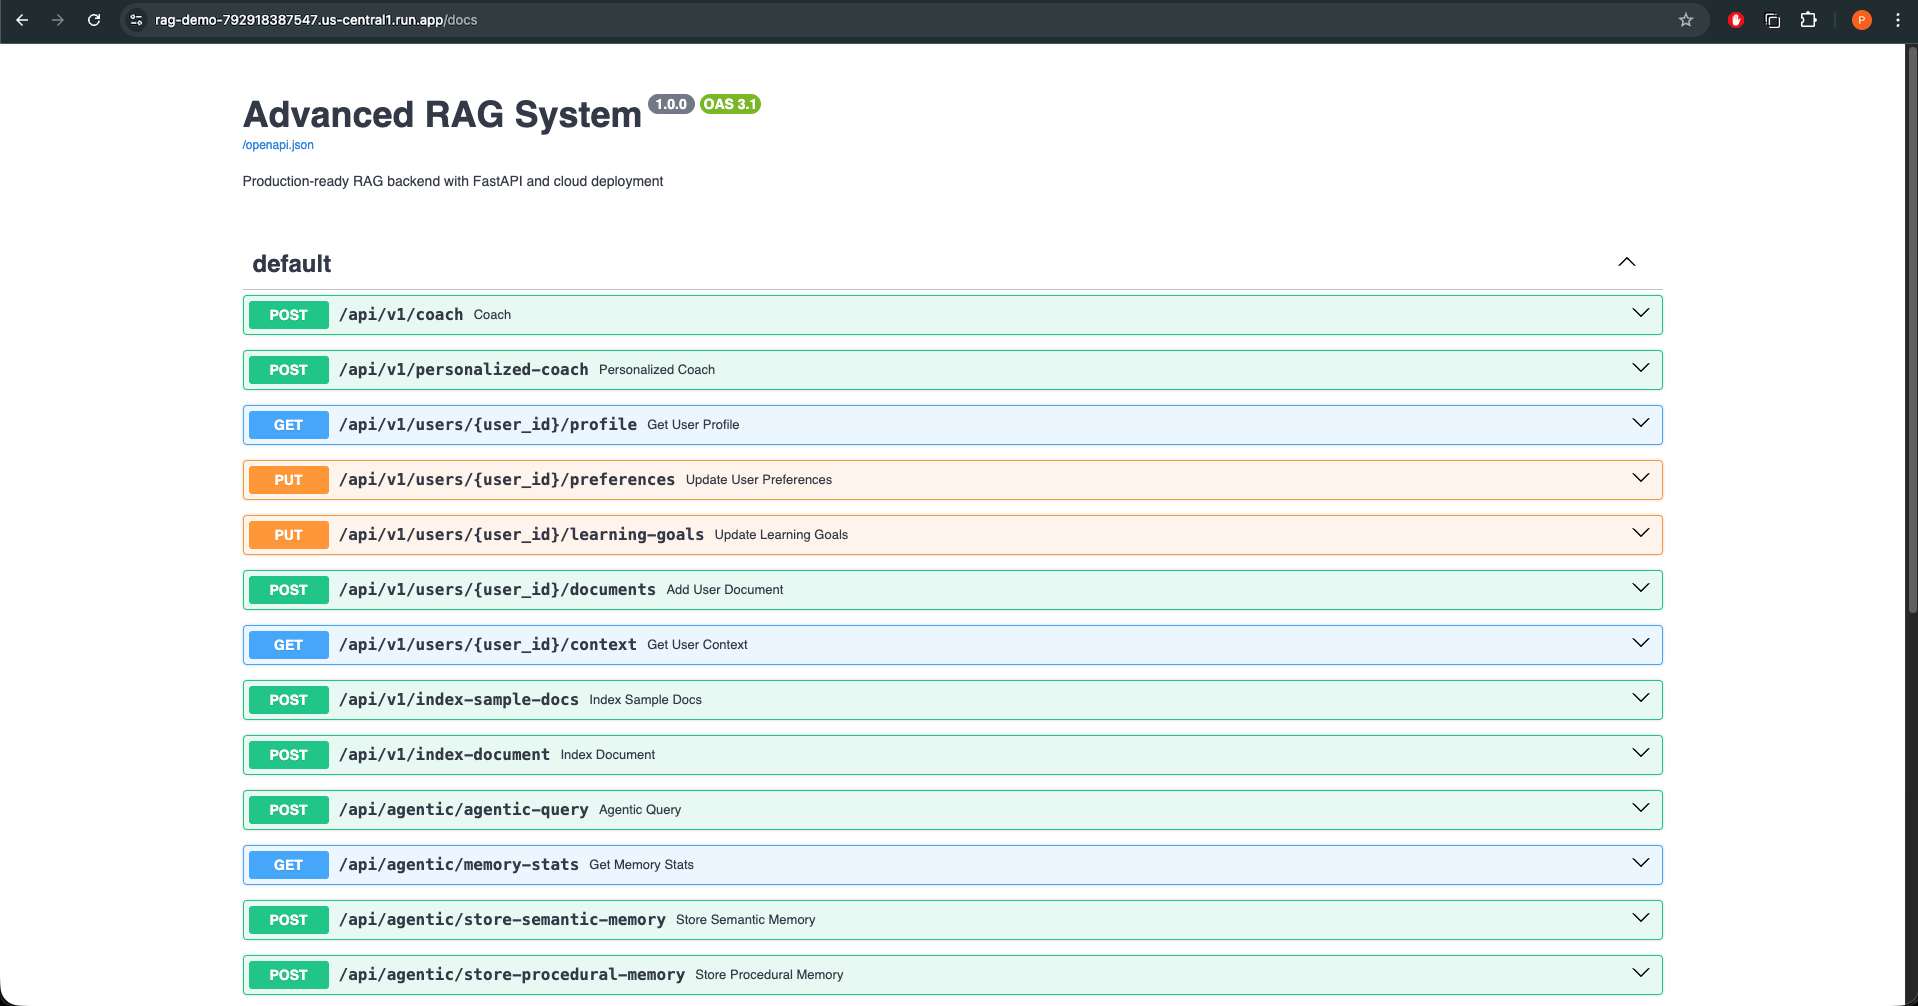 rag-demo-792918387547.us-central1.run.app/docs
P
Advanced RAG System 1.0.0 OAS 3.1
/openapi.json
Production-ready RAG backend with FastAPI and cloud deployment
default
POST /api/v1/coach Coach
POST /api/v1/personalized-coach Personalized Coach
GET /api/v1/users/{user_id}/profile Get User Profile
PUT /api/v1/users/{user_id}/preferences Update User Preferences
PUT /api/v1/users/{user_id}/learning-goals Update Learning Goals
POST /api/v1/users/{user_id}/documents Add User Document
GET /api/v1/users/{user_id}/context Get User Context
POST /api/v1/index-sample-docs Index Sample Docs
POST /api/v1/index-document Index Document
POST /api/agentic/agentic-query Agentic Query
GET /api/agentic/memory-stats Get Memory Stats
POST /api/agentic/store-semantic-memory Store Semantic Memory
POST /api/agentic/store-procedural-memory Store Procedural Memory